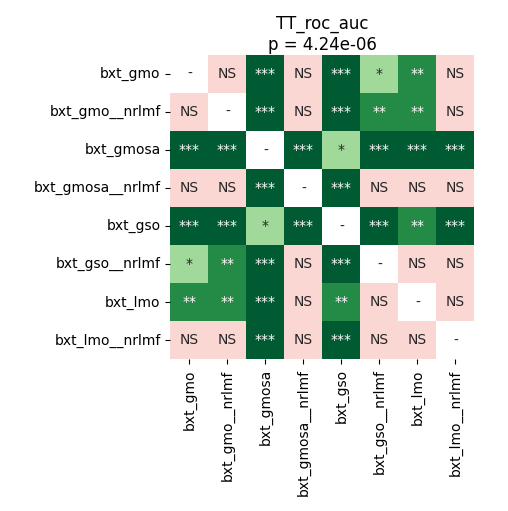 TT_roc_auc
p = 4.24e-06
bxt_gmo - NS *** NS *** * ** NS
bxt_gmo__nrlmf NS - *** NS *** ** ** NS
bxt_gmosa *** *** - *** * *** *** ***
bxt_gmosa__nrlmf NS NS *** - *** NS NS NS
bxt_gso *** *** * *** - *** ** ***
bxt_gso__nrlmf * ** *** NS *** - NS NS
bxt_lmo ** ** *** NS ** NS - NS
bxt_lmo__nrlmf NS NS *** NS *** NS NS -
bxt_gmo
bxt_gmo__nrlmf
bxt_gmosa
bxt_gmosa__nrlmf
bxt_gso
bxt_gso__nrlmf
bxt_lmo
bxt_lmo__nrlmf